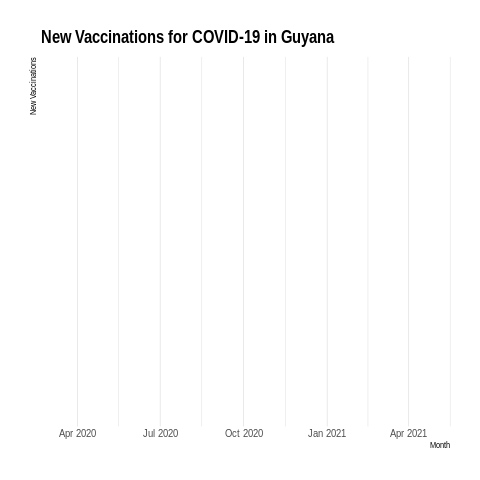 New Vaccinations for COVID-19 in Guyana
New Vaccinations
Apr 2020 Jul 2020 Oct 2020 Jan 2021 Apr 2021
Month